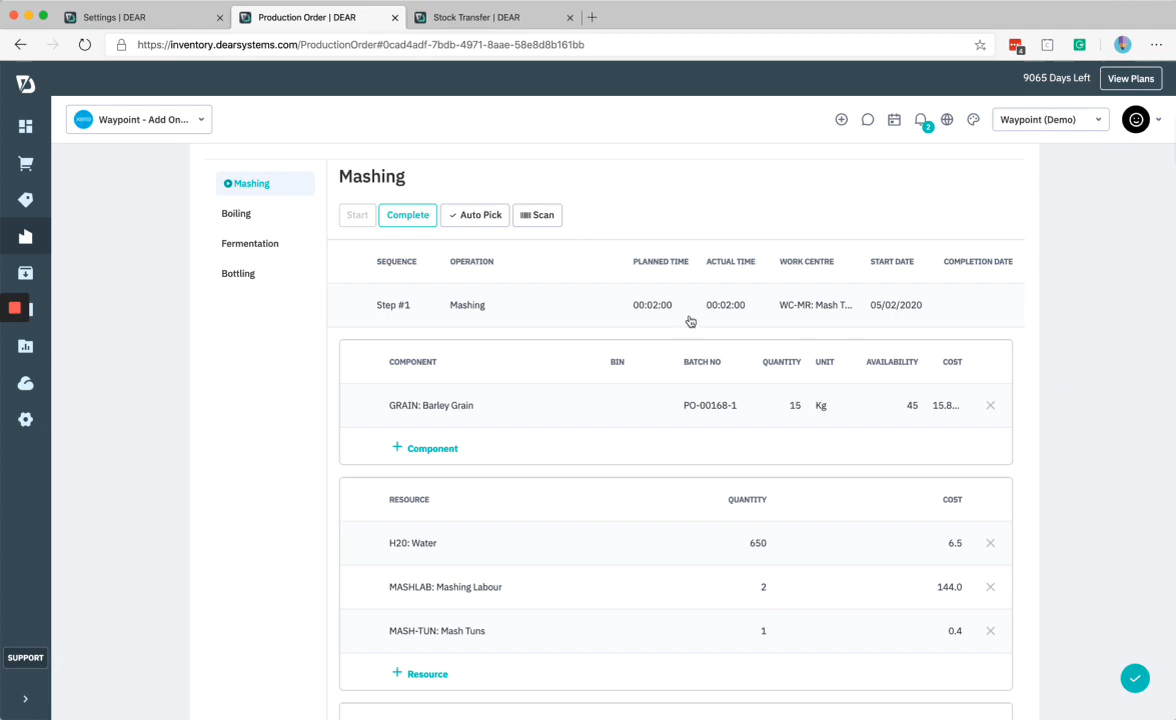 Settings | DEAR
Production Order | DEAR
Stock Transfer | DEAR
https://inventory.dearsystems.com/ProductionOrder#0cad4adf-7bdb-4971-8aae-58e8d8b161bb
4
9065 Days Left
View Plans
xero
Waypoint - Add On...
2
Waypoint (Demo)
Mashing
Boiling
Fermentation
Bottling
Mashing
Start
Complete
Auto Pick
Scan
SEQUENCE OPERATION PLANNED TIME ACTUAL TIME WORK CENTRE START DATE COMPLETION DATE
Step #1 Mashing 00:02:00 00:02:00 WC-MR: Mash T... 05/02/2020
COMPONENT BIN BATCH NO QUANTITY UNIT AVAILABILITY COST
GRAIN: Barley Grain PO-00168-1 15 Kg 45 15.8...
+ Component
RESOURCE QUANTITY COST
H20: Water 650 6.5
MASHLAB: Mashing Labour 2 144.0
MASH-TUN: Mash Tuns 1 0.4
+ Resource
SUPPORT